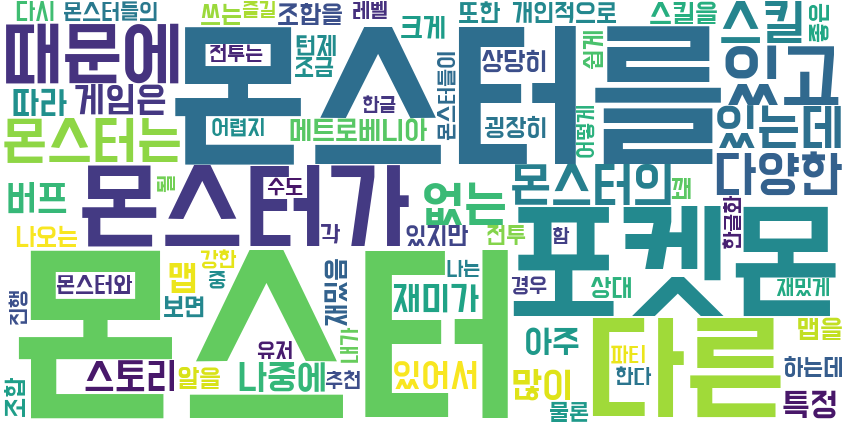 다시 몬스터들의 쓰는 즐길 조합을 레벨 크게 또한 개인적으로 스킬을 스킬 좋은
때문에 몬스터를 전투는 턴제 조금 상당히 쉽게 있고
따라 게임은 한글 몬스터들이 굉장히 어떻게 있는데
몬스터는 어렵지 메트로베니아 다양한
버프 될 몬스터가 수도 없는 몬스터의 꽤
나오는 각 있지만 전투 포켓몬 함 한글화
맵 강한 중 몬스터와 재밌음 나는 경우 상대 재밌게
진행 보면 몬스터 재미가 아주 다른 맵을
유저 내가 파티
스토리 알을 나중에 추천 있어서 많이 한다 하는데
조합 물론 특정